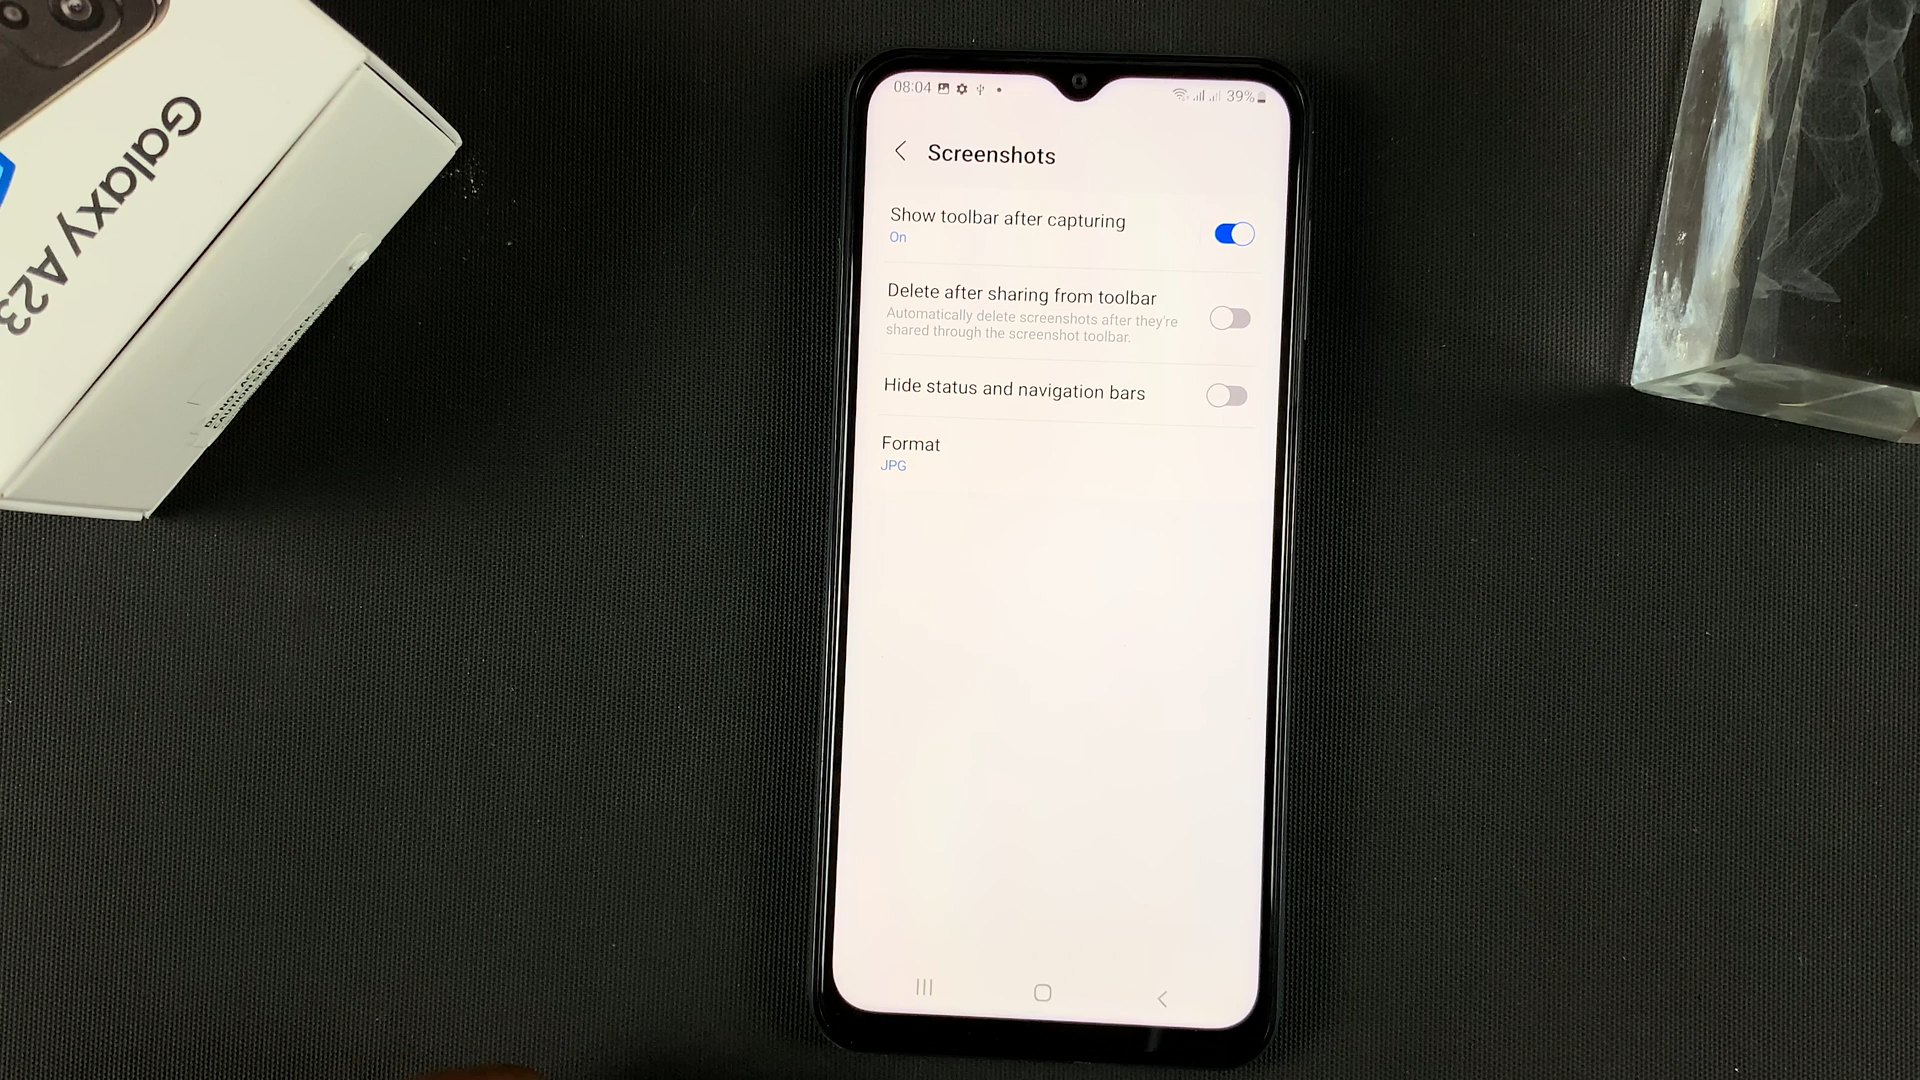 Galaxy A23
08:04
39%
Screenshots
Show toolbar after capturing
On
Delete after sharing from toolbar
Automatically delete screenshots after they're
shared through the screenshot toolbar.
Hide status and navigation bars
Format
JPG